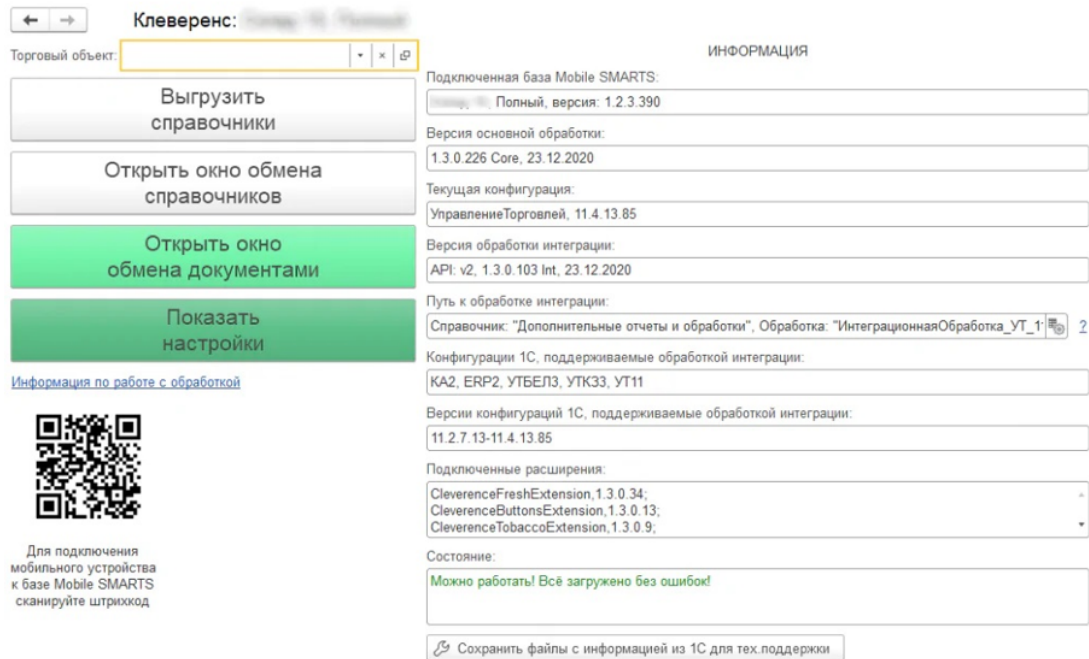 Клеверенс:
Торговый объект:
Выгрузить
справочники
Открыть окно обмена
справочников
Открыть окно
обмена документами
Показать
настройки
Информация по работе с обработкой
Для подключения
мобильного устройства
к базе Mobile SMARTS
сканируйте штрихкод
ИНФОРМАЦИЯ
Подключенная база Mobile SMARTS:
Полный, версия: 1.2.3.390
Версия основной обработки:
1.3.0.226 Core, 23.12.2020
Текущая конфигурация:
УправлениеТорговлей, 11.4.13.85
Версия обработки интеграции:
API: v2, 1.3.0.103 Int, 23.12.2020
Путь к обработке интеграции:
Справочник: "Дополнительные отчеты и обработки", Обработка: "ИнтеграционнаяОбработка_УТ_1 ?
Конфигурации 1С, поддерживаемые обработкой интеграции:
КА2, ERP2, УТБЕЛ3, УТК33, УТ11
Версии конфигураций 1С, поддерживаемые обработкой интеграции:
11.2.7.13-11.4.13.85
Подключенные расширения:
CleverenceFreshExtension,1.3.0.34;
CleverenceButtonsExtension,1.3.0.13;
CleverenceTobaccoExtension,1.3.0.9;
Состояние:
Можно работать! Всё загружено без ошибок!
Сохранить файлы с информацией из 1С для тех.поддержки